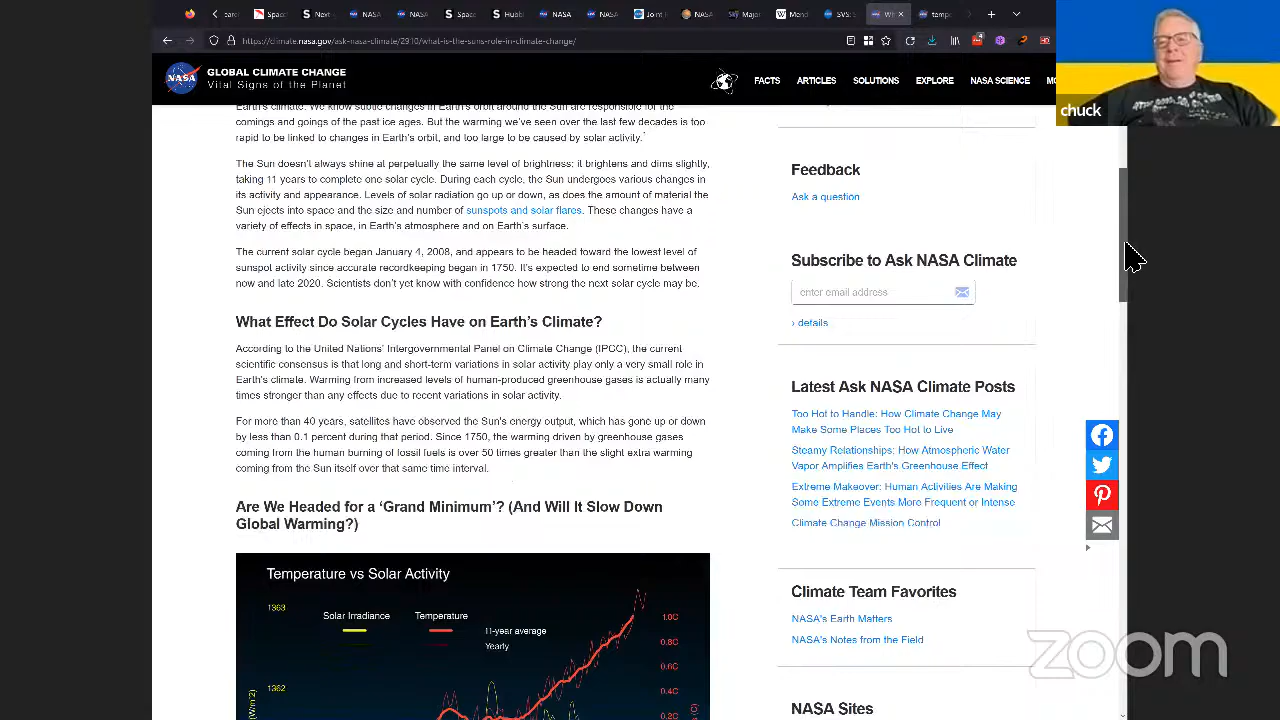 eart
Spac
Next-
NASA
NASA
Space
Hubbl
NASA
NASA
Joint
NASA
Major
Mend
SVS:
Wh
temp
https://climate.nasa.gov/ask-nasa-climate/2910/what-is-the-suns-role-in-climate-change/
NASA
GLOBAL CLIMATE CHANGE
Vital Signs of the Planet
FACTS
ARTICLES
SOLUTIONS
EXPLORE
NASA SCIENCE
chuck
Earth's climate. We know subtle changes in Earth's orbit around the Sun are responsible for the
comings and goings of the past ice ages. But the warming we've seen over the last few decades is too
rapid to be linked to changes in Earth's orbit, and too large to be caused by solar activity.
The Sun doesn't always shine at perpetually the same level of brightness; it brightens and dims slightly,
taking 11 years to complete one solar cycle. During each cycle, the Sun undergoes various changes in
its activity and appearance. Levels of solar radiation go up or down, as does the amount of material the
Sun ejects into space and the size and number of sunspots and solar flares. These changes have a
variety of effects in space, in Earth's atmosphere and on Earth's surface.
The current solar cycle began January 4, 2008, and appears to be headed toward the lowest level of
sunspot activity since accurate recordkeeping began in 1750. It's expected to end sometime between
now and late 2020. Scientists don't yet know with confidence how strong the next solar cycle may be.
What Effect Do Solar Cycles Have on Earth's Climate?
According to the United Nations' Intergovernmental Panel on Climate Change (IPCC), the current
scientific consensus is that long and short-term variations in solar activity play only a very small role in
Earth's climate. Warming from increased levels of human-produced greenhouse gases is actually many
times stronger than any effects due to recent variations in solar activity.
For more than 40 years, satellites have observed the Sun's energy output, which has gone up or down
by less than 0.1 percent during that period. Since 1750, the warming driven by greenhouse gases
coming from the human burning of fossil fuels is over 50 times greater than the slight extra warming
coming from the Sun itself over that same time interval.
Are We Headed for a 'Grand Minimum'? (And Will It Slow Down
Global Warming?)
Temperature vs Solar Activity
1363
Solar Irradiance
Temperature
11-year average
Yearly
1.0C
0.8C
0.6C
1362
0.4C
0.2C
Feedback
Ask a question
Subscribe to Ask NASA Climate
enter email address
› details
Latest Ask NASA Climate Posts
Too Hot to Handle: How Climate Change May
Make Some Places Too Hot to Live
Steamy Relationships: How Atmospheric Water
Vapor Amplifies Earth's Greenhouse Effect
Extreme Makeover: Human Activities Are Making
Some Extreme Events More Frequent or Intense
Climate Change Mission Control
Climate Team Favorites
NASA's Earth Matters
NASA's Notes from the Field
NASA Sites
zoom